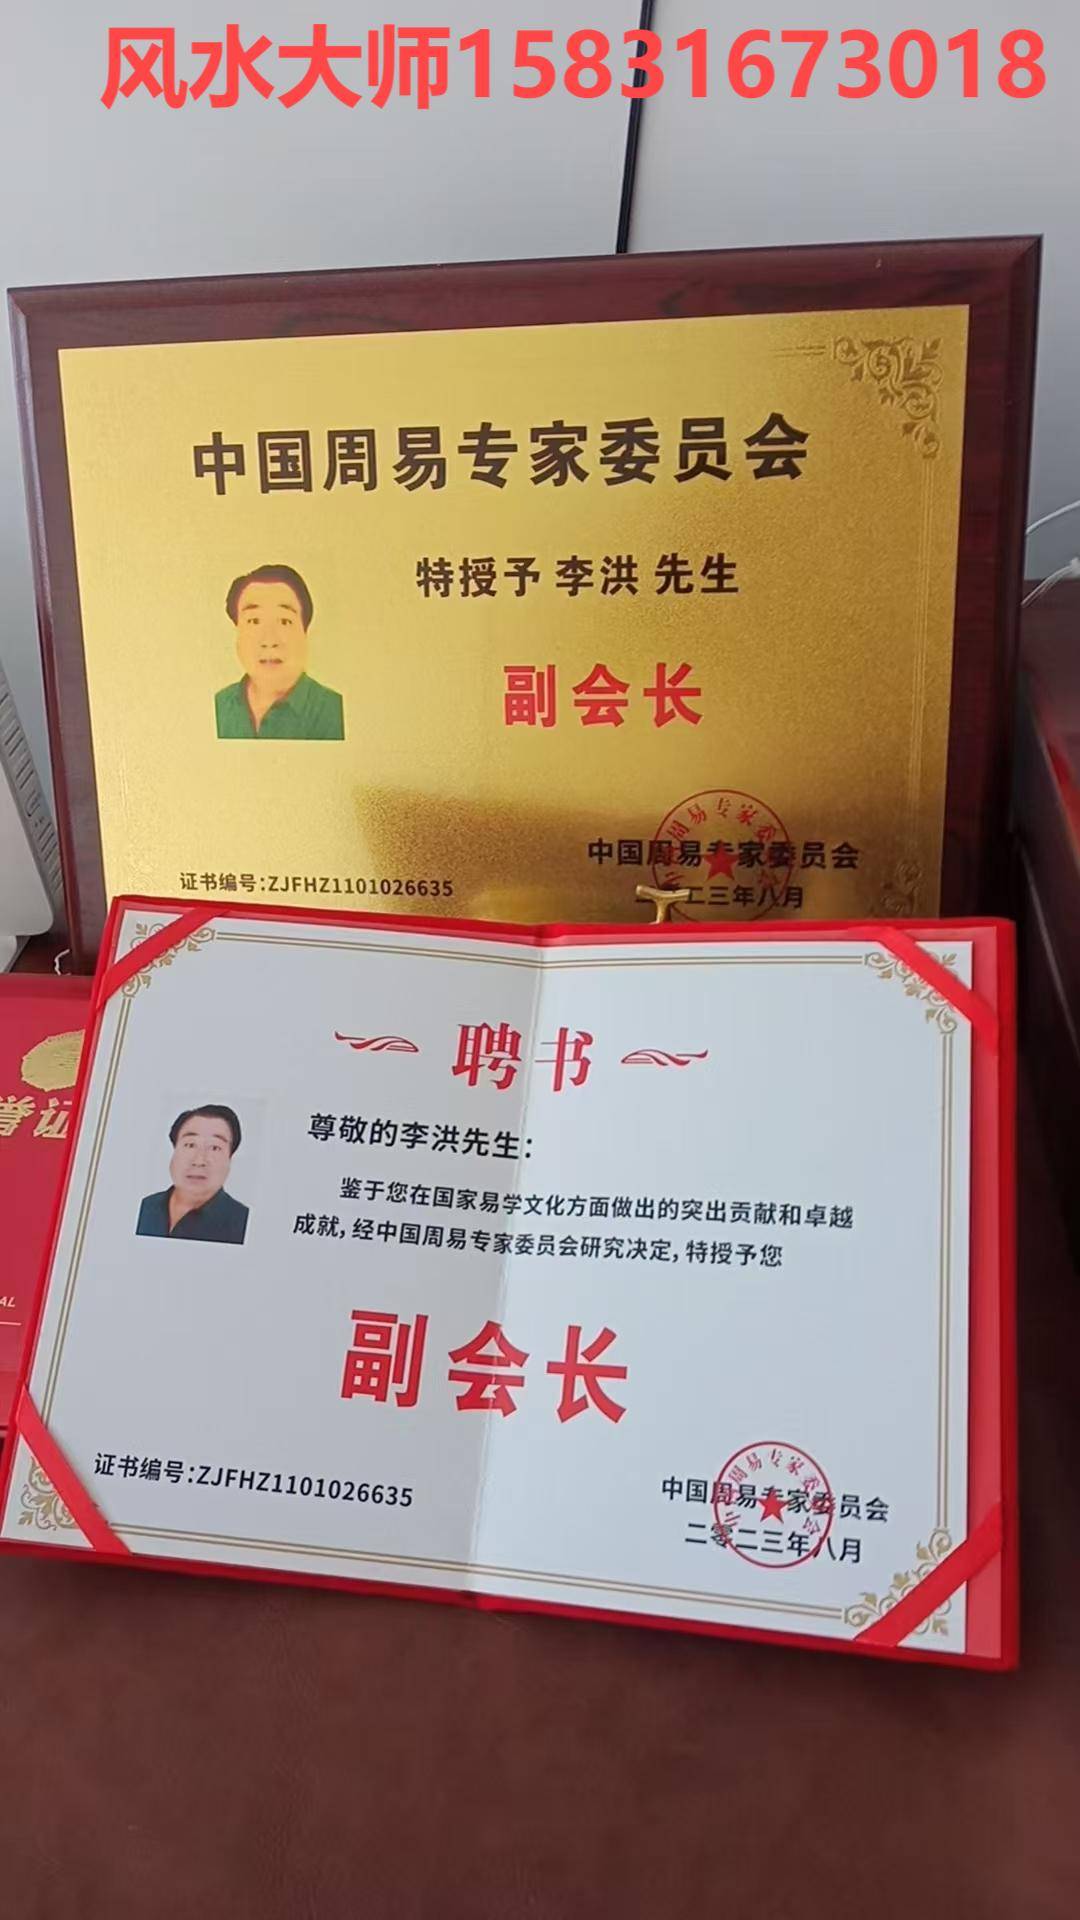 风水大师15831673018
中国周易专家委员会
特授予 李洪 先生
副会长
中国周易专家委员会
证书编号:ZJFHZ1101026635
二零二三年八月
聘书
尊敬的李洪先生:
鉴于您在国家易学文化方面做出的突出贡献和卓越
成就,经中国周易专家委员会研究决定,特授予您
副会长
证书编号:ZJFHZ1101026635
中国周易专家委员会
二零二三年八月
誉证
AL